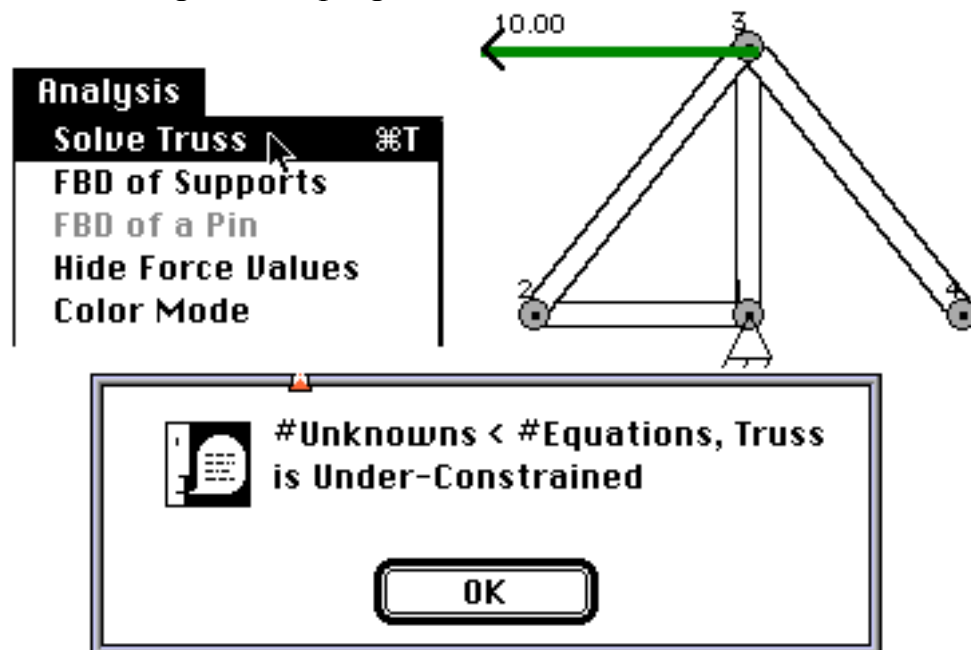 10.00
3
Analysis
Solve Truss ⌘T
FBD of Supports
FBD of a Pin
Hide Force Values
Color Mode
2
1
4
#Unknowns < #Equations, Truss
is Under-Constrained
OK